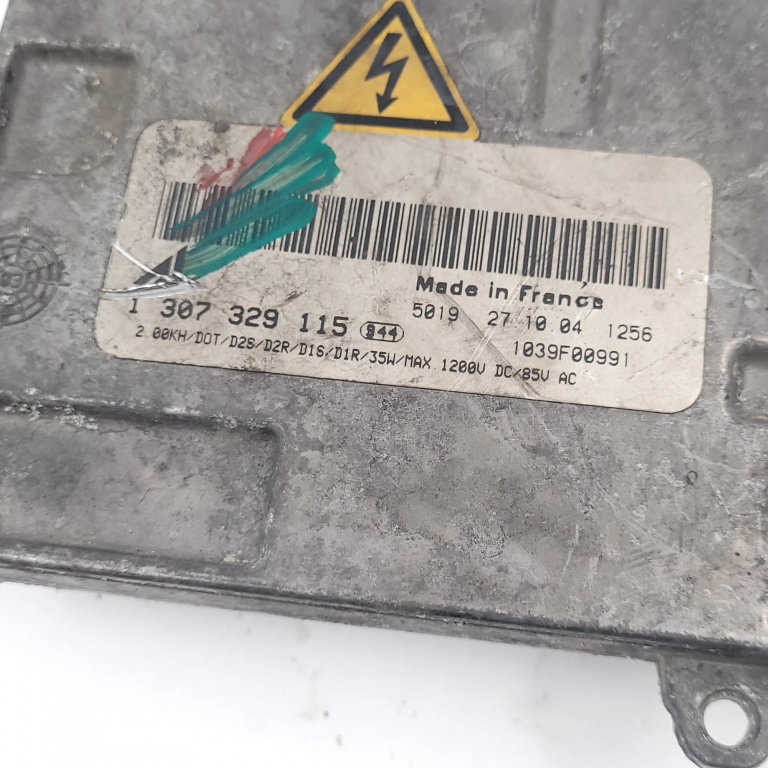 Made in France
1 307 329 115 944 5019 27.10.04 1256
2.00KH/DOT/D2S/D2R/D1S/D1R/35W/MAX.1200V DC/85V AC
1039F00991